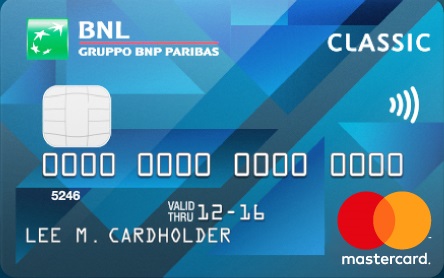 BNL
GRUPPO BNP PARIBAS
CLASSIC
0000 0000 0000 0000
5246
VALID
THRU 12-16
LEE M. CARDHOLDER
mastercard.